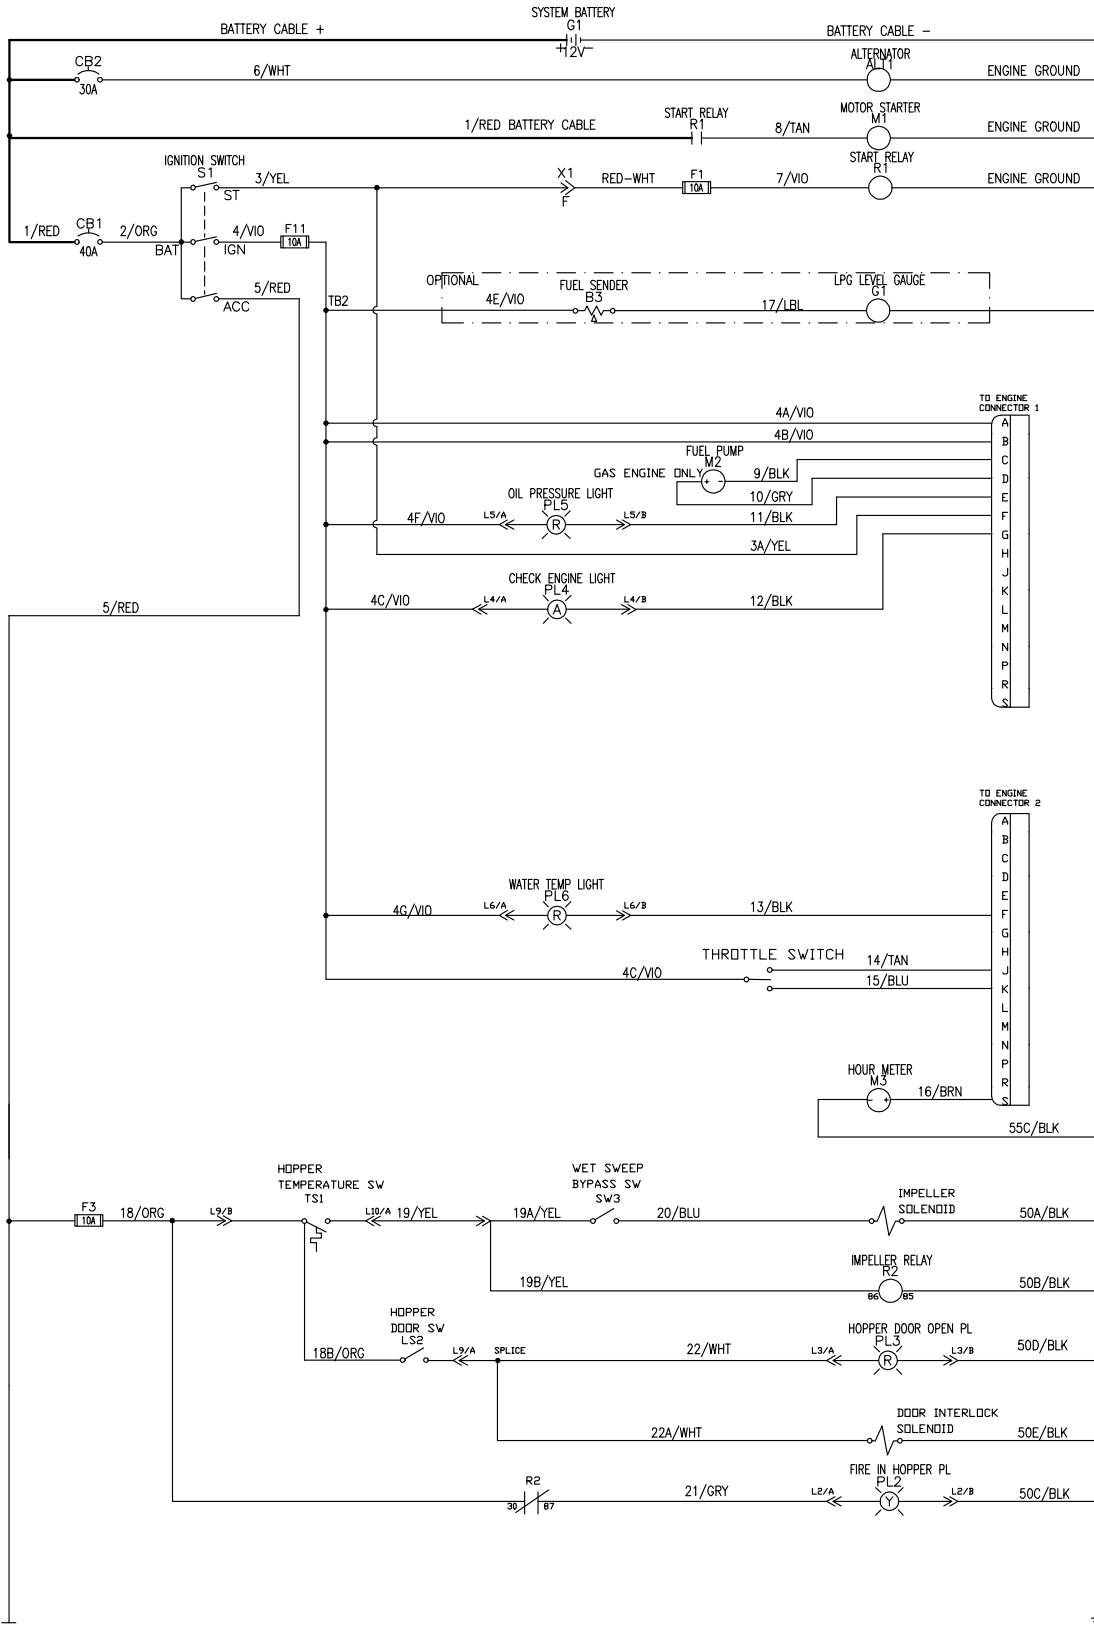 SYSTEM BATTERY
BATTERY CABLE +
G1
BATTERY CABLE -
+12V-
CB2
30A
6/WHT
ALTERNATOR
ALT1
ENGINE GROUND
1/RED BATTERY CABLE
START RELAY
R1
8/TAN
MOTOR STARTER
M1
ENGINE GROUND
IGNITION SWITCH
S1
3/YEL
ST
X1
F
RED-WHT
F1
10A
7/VIO
START RELAY
R1
ENGINE GROUND
1/RED
CB1
40A
2/ORG
BAT
4/VIO
IGN
F11
10A
5/RED
ACC
TB2
OPTIONAL
4E/VIO
FUEL SENDER
B3
17/LBL
LPG LEVEL GAUGE
G1
TO ENGINE
CONNECTOR 1
4A/VIO
A
4B/VIO
B
FUEL PUMP
M2
GAS ENGINE ONLY
+ -
9/BLK
C
10/GRY
D
OIL PRESSURE LIGHT
PL5
4F/VIO
L5/A
R
L5/B
11/BLK
E
F
3A/YEL
G
H
CHECK ENGINE LIGHT
PL4
4C/VIO
L4/A
A
L4/B
12/BLK
J
K
L
M
N
P
R
S
5/RED
TO ENGINE
CONNECTOR 2
A
B
C
D
E
WATER TEMP LIGHT
PL6
4G/VIO
L6/A
R
L6/B
13/BLK
F
G
H
THROTTLE SWITCH
4C/VIO
14/TAN
J
15/BLU
K
L
M
N
P
R
HOUR METER
M3
- +
16/BRN
S
55C/BLK
F3
10A
18/ORG
L9/B
HOPPER
TEMPERATURE SW
TS1
L10/A
19/YEL
19A/YEL
WET SWEEP
BYPASS SW
SW3
20/BLU
IMPELLER
SOLENOID
50A/BLK
19B/YEL
IMPELLER RELAY
R2
86
85
50B/BLK
18B/ORG
HOPPER
DOOR SW
LS2
L9/A
SPLICE
22/WHT
HOPPER DOOR OPEN PL
PL3
L3/A
R
L3/B
50D/BLK
22A/WHT
DOOR INTERLOCK
SOLENOID
50E/BLK
R2
30
87
21/GRY
FIRE IN HOPPER PL
PL2
L2/A
Y
L2/B
50C/BLK